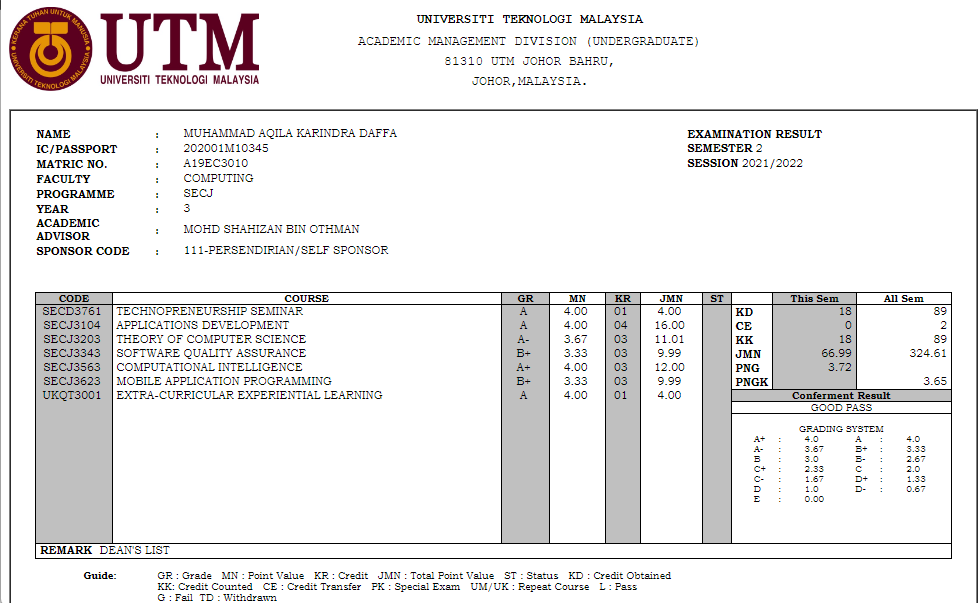 KERANA TUHAN UNTUK MANUSIA
UNIVERSITI TEKNOLOGI MALAYSIA
UTM
UNIVERSITI TEKNOLOGI MALAYSIA
UNIVERSITI TEKNOLOGI MALAYSIA
ACADEMIC MANAGEMENT DIVISION (UNDERGRADUATE)
81310 UTM JOHOR BAHRU,
JOHOR,MALAYSIA.
NAME : MUHAMMAD AQILA KARINDRA DAFFA EXAMINATION RESULT
IC/PASSPORT : 202001M10345 SEMESTER 2
MATRIC NO. : A19EC3010 SESSION 2021/2022
FACULTY : COMPUTING
PROGRAMME : SECJ
YEAR : 3
ACADEMIC
ADVISOR : MOHD SHAHIZAN BIN OTHMAN
SPONSOR CODE : 111-PERSENDIRIAN/SELF SPONSOR
CODE COURSE GR MN KR JMN ST This Sem All Sem
SECD3761 TECHNOPRENEURSHIP SEMINAR A 4.00 01 4.00 KD 18 89
SECJ3104 APPLICATIONS DEVELOPMENT A 4.00 04 16.00 CE 0 2
SECJ3203 THEORY OF COMPUTER SCIENCE A- 3.67 03 11.01 KK 18 89
SECJ3343 SOFTWARE QUALITY ASSURANCE B+ 3.33 03 9.99 JMN 66.99 324.61
SECJ3563 COMPUTATIONAL INTELLIGENCE A+ 4.00 03 12.00 PNG 3.72
SECJ3623 MOBILE APPLICATION PROGRAMMING B+ 3.33 03 9.99 PNGK 3.65
UKQT3001 EXTRA-CURRICULAR EXPERIENTIAL LEARNING A 4.00 01 4.00 Conferment Result
GOOD PASS
GRADING SYSTEM
A+ : 4.0 A : 4.0
A- : 3.67 B+ : 3.33
B : 3.0 B- : 2.67
C+ : 2.33 C : 2.0
C- : 1.67 D+ : 1.33
D : 1.0 D- : 0.67
E : 0.00
REMARK DEAN'S LIST
Guide: GR : Grade MN : Point Value KR : Credit JMN : Total Point Value ST : Status KD : Credit Obtained
KK: Credit Counted CE : Credit Transfer PK : Special Exam UM/UK : Repeat Course L : Pass
G : Fail TD : Withdrawn